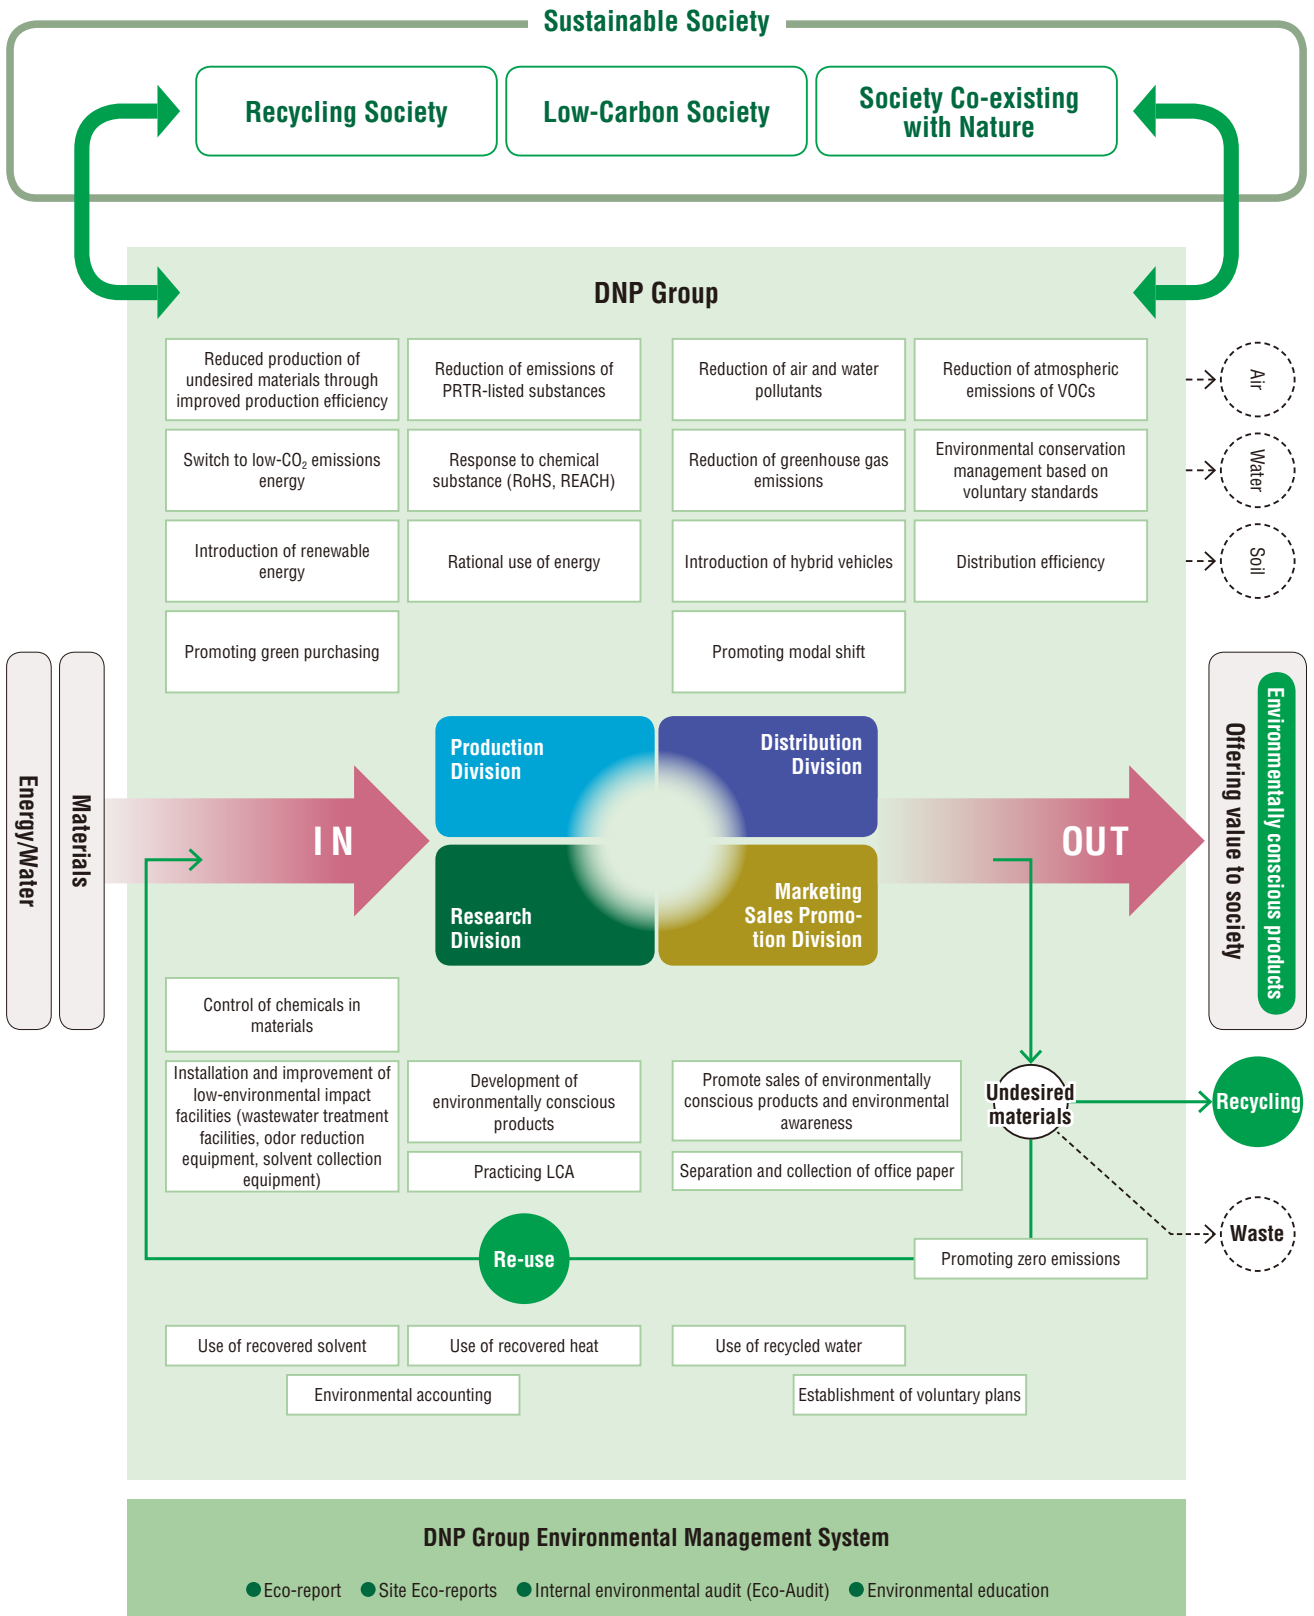 Sustainable Society
Recycling Society
Low-Carbon Society
Society Co-existing
with Nature
DNP Group
Reduced production of
undesired materials through
improved production efficiency
Reduction of emissions of
PRTR-listed substances
Reduction of air and water
pollutants
Reduction of atmospheric
emissions of VOCs
Air
Switch to low-CO₂ emissions
energy
Response to chemical
substance (RoHS, REACH)
Reduction of greenhouse gas
emissions
Environmental conservation
management based on
voluntary standards
Water
Introduction of renewable
energy
Rational use of energy
Introduction of hybrid vehicles
Distribution efficiency
Soil
Promoting green purchasing
Promoting modal shift
Energy/Water
Materials
IN
Production
Division
Distribution
Division
Research
Division
Marketing
Sales Promo-
tion Division
OUT
Environmentally conscious products
Offering value to society
Control of chemicals in
materials
Installation and improvement of
low-environmental impact
facilities (wastewater treatment
facilities, odor reduction
equipment, solvent collection
equipment)
Development of
environmentally conscious
products
Promote sales of environmentally
conscious products and environmental
awareness
Undesired
materials
Recycling
Practicing LCA
Separation and collection of office paper
Waste
Re-use
Promoting zero emissions
Use of recovered solvent
Use of recovered heat
Use of recycled water
Environmental accounting
Establishment of voluntary plans
DNP Group Environmental Management System
●Eco-report ●Site Eco-reports ●Internal environmental audit (Eco-Audit) ●Environmental education